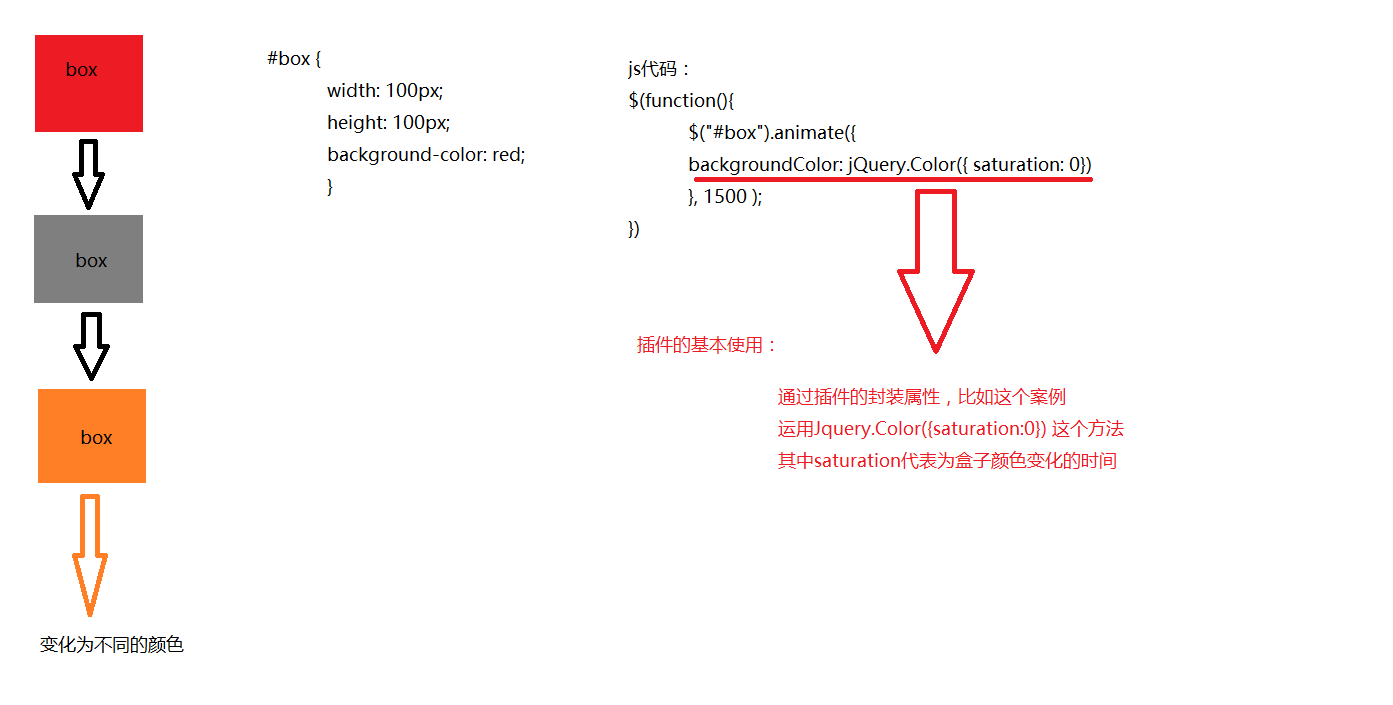 box
box
box
变化为不同的颜色
#box {
width: 100px;
height: 100px;
background-color: red;
}
js代码：
$(function(){
$("#box").animate({
backgroundColor: jQuery.Color({ saturation: 0})
}, 1500 );
})
插件的基本使用：
通过插件的封装属性，比如这个案例
运用Jquery.Color({saturation:0}) 这个方法
其中saturation代表为盒子颜色变化的时间